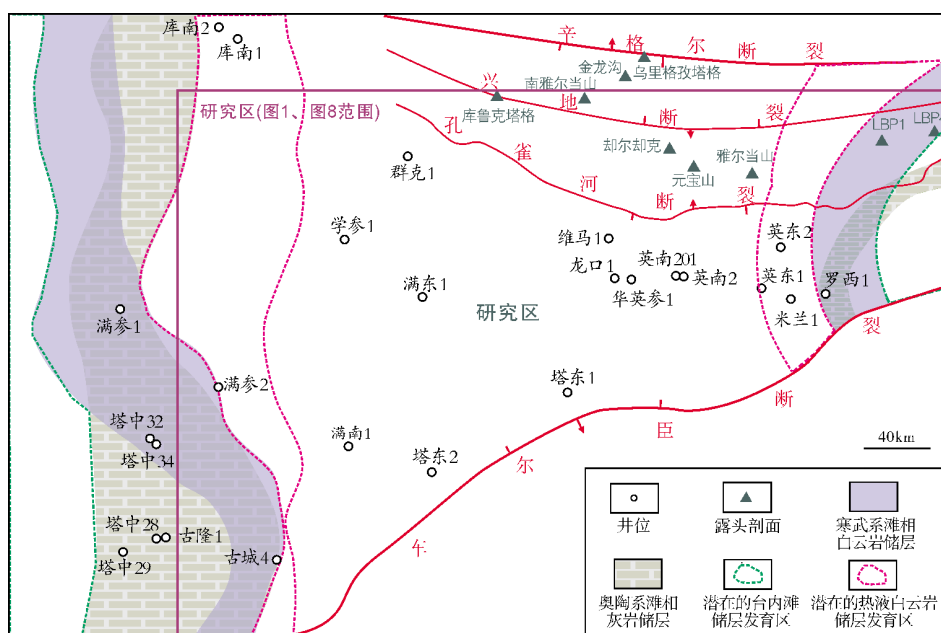 库南2
库南1
辛格尔断裂
金龙沟
乌里格孜塔格
兴地断裂
南雅尔当山
研究区(图1、图8范围)
库鲁克塔格
LBP1
LBP
孔雀河断裂
却尔却克
雅尔当山
元宝山
群克1
学参1
维马1
英东2
龙口1
英南201
英南2
满东1
华英参1
英东1
罗西1
米兰1
满参1
研究区
满参2
塔东1
塔中32
塔中34
满南1
塔东2
车尔臣断裂
40km
塔中28
古隆1
塔中29
古城4
井位
露头剖面
寒武系滩相
白云岩储层
奥陶系滩相
灰岩储层
潜在的台内滩
储层发育区
潜在的热液白云岩
储层发育区